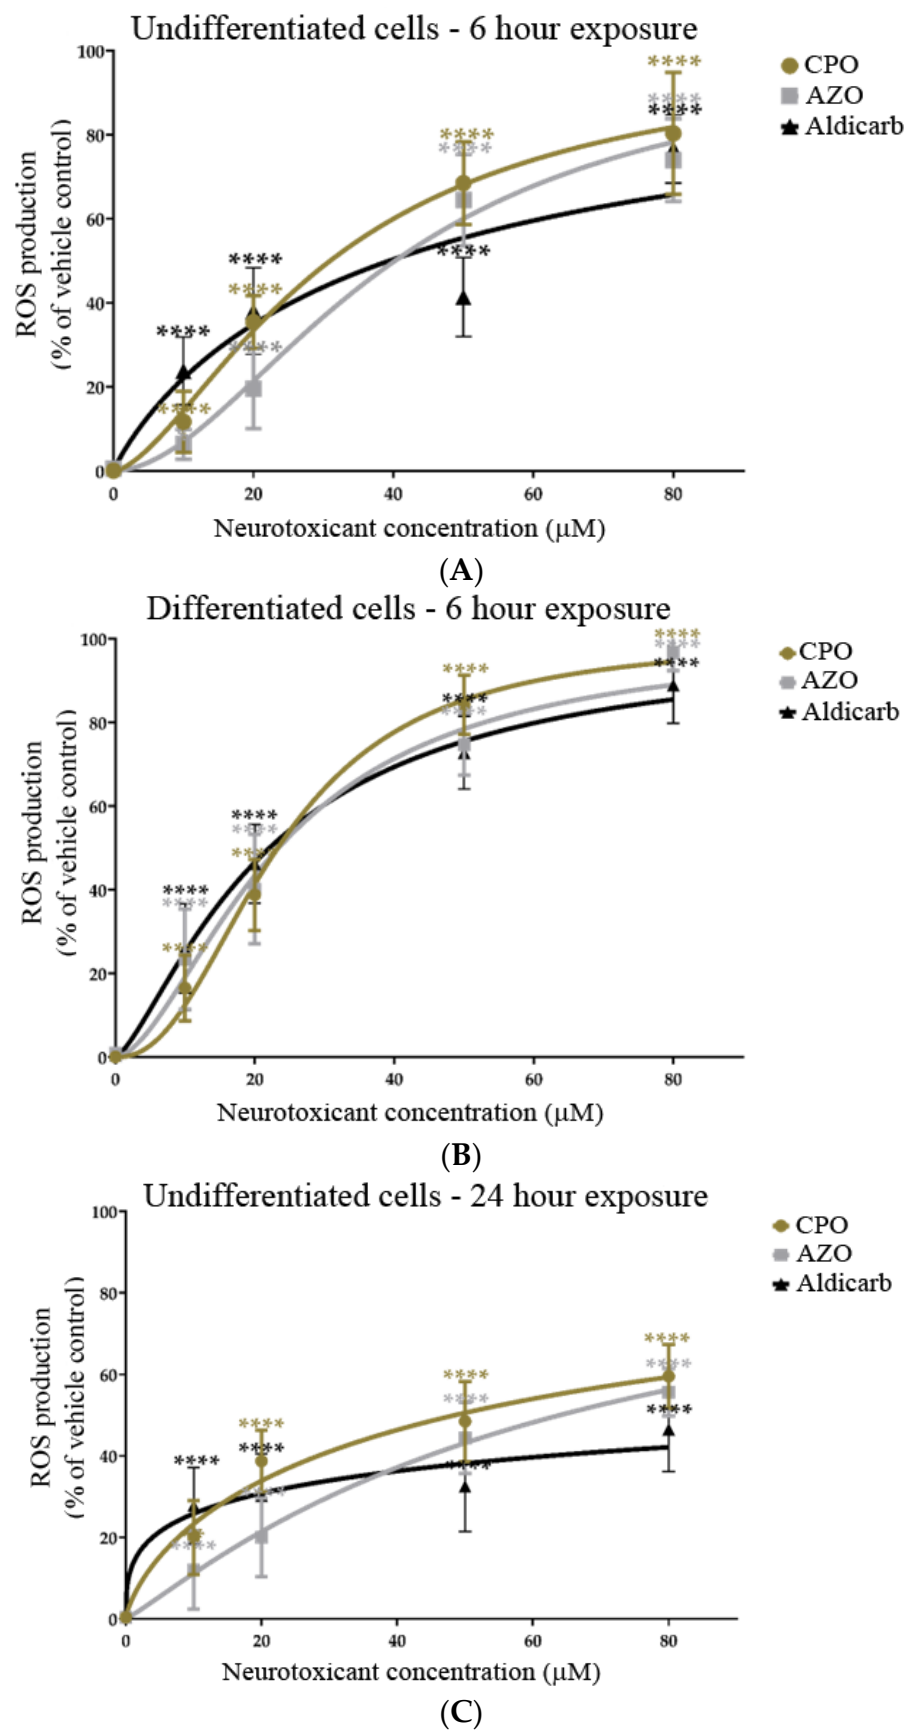 Undifferentiated cells - 6 hour exposure
ROS production
(% of vehicle control)
100
80
60
40
20
0
0 20 40 60 80
**** **** **** **** **** **** **** **** **** **** ****
CPO
AZO
Aldicarb
Neurotoxicant concentration (µM)
(A)
Differentiated cells - 6 hour exposure
ROS production
(% of vehicle control)
100
80
60
40
20
0
0 20 40 60 80
**** **** **** **** **** **** **** **** **** **** **** ****
CPO
AZO
Aldicarb
Neurotoxicant concentration (µM)
(B)
Undifferentiated cells - 24 hour exposure
ROS production
(% of vehicle control)
100
80
60
40
20
0
0 20 40 60 80
**** **** **** **** **** **** **** **** **** **** ****
CPO
AZO
Aldicarb
Neurotoxicant concentration (µM)
(C)